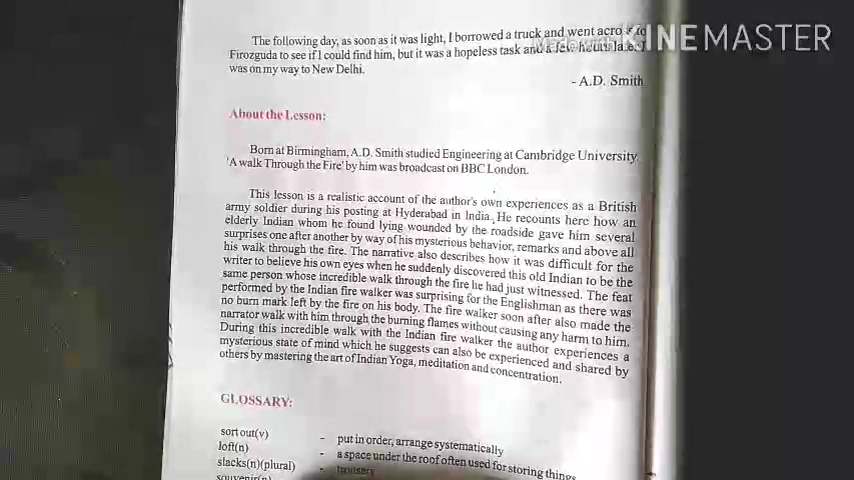 The following day, as soon as it was light, I borrowed a truck and went acro to
KINEMASTER
Firozguda to see if I could find him, but it was a hopeless task and a few hours later
was on my way to New Delhi.
- A.D. Smith
About the Lesson:
Born at Birmingham, A.D. Smith studied Engineering at Cambridge University.
'A walk Through the Fire' by him was broadcast on BBC London.
This lesson is a realistic account of the author's own experiences as a British
army soldier during his posting at Hyderabad in India. He recounts here how an
elderly Indian whom he found lying wounded by the roadside gave him several
surprises one after another by way of his mysterious behavior, remarks and above all
his walk through the fire. The narrative also describes how it was difficult for the
writer to believe his own eyes when he suddenly discovered this old Indian to be the
same person whose incredible walk through the fire he had just witnessed. The feat
performed by the Indian fire walker was surprising for the Englishman as there was
no burn mark left by the fire on his body. The fire walker soon after also made the
narrator walk with him through the burning flames without causing any harm to him.
During this incredible walk with the Indian fire walker the author experiences a
mysterious state of mind which he suggests can also be experienced and shared by
others by mastering the art of Indian Yoga, meditation and concentration.
GLOSSARY:
sort out(v) - put in order, arrange systematically
loft(n) - a space under the roof often used for storing things
slacks(n)(plural) - trousers
souvenir(n)